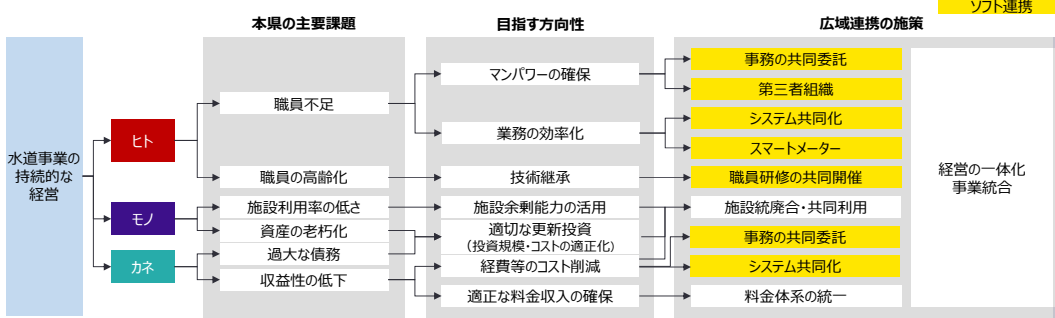 ソフト連携
本県の主要課題
目指す方向性
広域連携の施策
水道事業の
持続的な
経営
ヒト
モノ
カネ
職員不足
職員の高齢化
施設利用率の低さ
資産の老朽化
過大な債務
収益性の低下
マンパワーの確保
業務の効率化
技術継承
施設余剰能力の活用
適切な更新投資
(投資規模・コストの適正化)
経費等のコスト削減
適正な料金収入の確保
事務の共同委託
第三者組織
システム共同化
スマートメーター
職員研修の共同開催
施設統廃合・共同利用
事務の共同委託
システム共同化
料金体系の統一
経営の一体化
事業統合